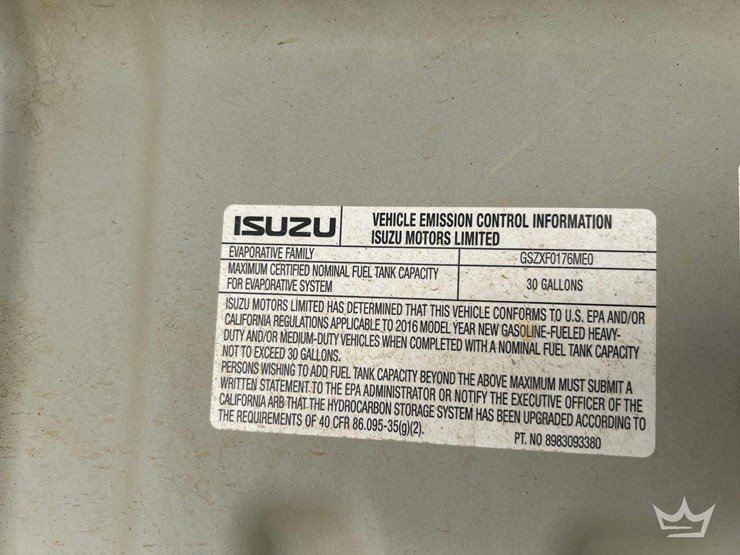 ISUZU
VEHICLE EMISSION CONTROL INFORMATION
ISUZU MOTORS LIMITED
EVAPORATIVE FAMILY
GSZXF0176ME0
MAXIMUM CERTIFIED NOMINAL FUEL TANK CAPACITY
FOR EVAPORATIVE SYSTEM
30 GALLONS
ISUZU MOTORS LIMITED HAS DETERMINED THAT THIS VEHICLE CONFORMS TO U.S. EPA AND/OR
CALIFORNIA REGULATIONS APPLICABLE TO 2016 MODEL YEAR NEW GASOLINE-FUELED HEAVY-
DUTY AND/OR MEDIUM-DUTY VEHICLES WHEN COMPLETED WITH A NOMINAL FUEL TANK CAPACITY
NOT TO EXCEED 30 GALLONS.
PERSONS WISHING TO ADD FUEL TANK CAPACITY BEYOND THE ABOVE MAXIMUM MUST SUBMIT A
WRITTEN STATEMENT TO THE EPA ADMINISTRATOR OR NOTIFY THE EXECUTIVE OFFICER OF THE
CALIFORNIA ARB THAT THE HYDROCARBON STORAGE SYSTEM HAS BEEN UPGRADED ACCORDING TO
THE REQUIREMENTS OF 40 CFR 86.095-35(g)(2).
PT. NO 8983093380